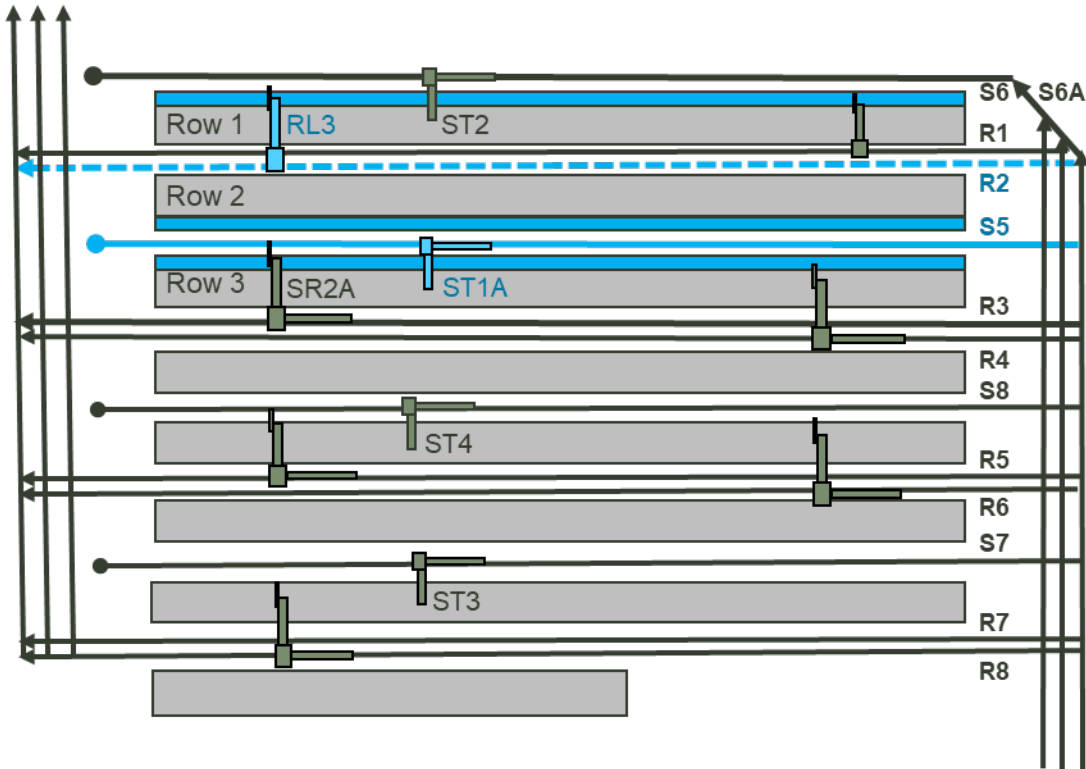 S6 S6A
Row 1 RL3 ST2 R1
Row 2 R2
S5
Row 3 SR2A ST1A R3
R4
S8
ST4 R5
R6
S7
ST3 R7
R8